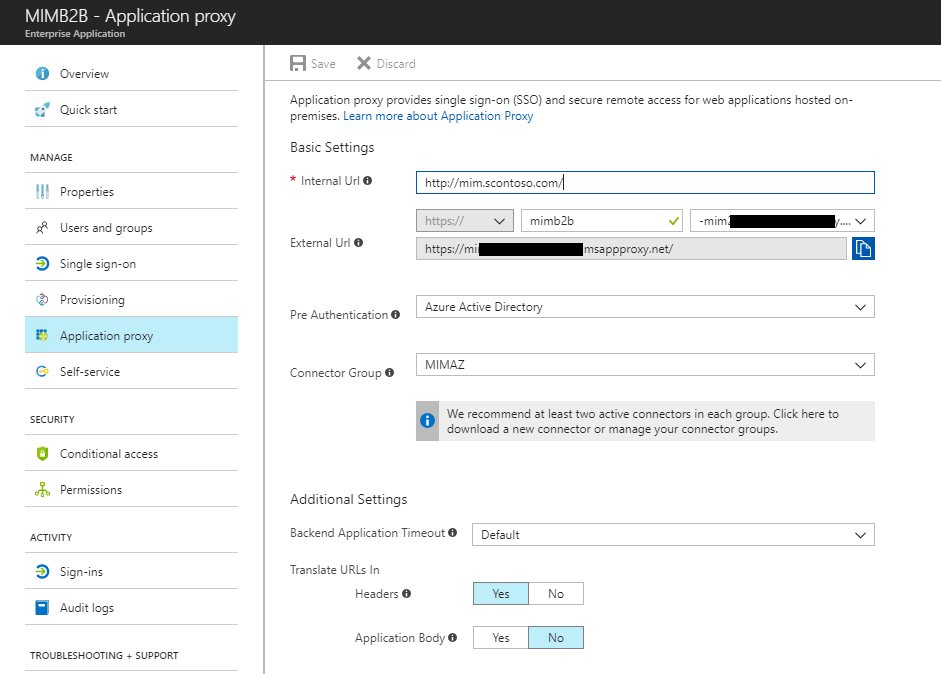 MIMB2B - Application proxy
Enterprise Application
Overview
Quick start
MANAGE
Properties
Users and groups
Single sign-on
Provisioning
Application proxy
Self-service
SECURITY
Conditional access
Permissions
ACTIVITY
Sign-ins
Audit logs
TROUBLESHOOTING + SUPPORT
Save Discard
Application proxy provides single sign-on (SSO) and secure remote access for web applications hosted on-
premises. Learn more about Application Proxy
Basic Settings
* Internal Url
http://mim.scontoso.com/
External Url
https:// mimb2b -mim y....
https://mi msappproxy.net/
Pre Authentication
Azure Active Directory
Connector Group
MIMAZ
We recommend at least two active connectors in each group. Click here to
download a new connector or manage your connector groups.
Additional Settings
Backend Application Timeout Default
Translate URLs In
Headers Yes No
Application Body Yes No